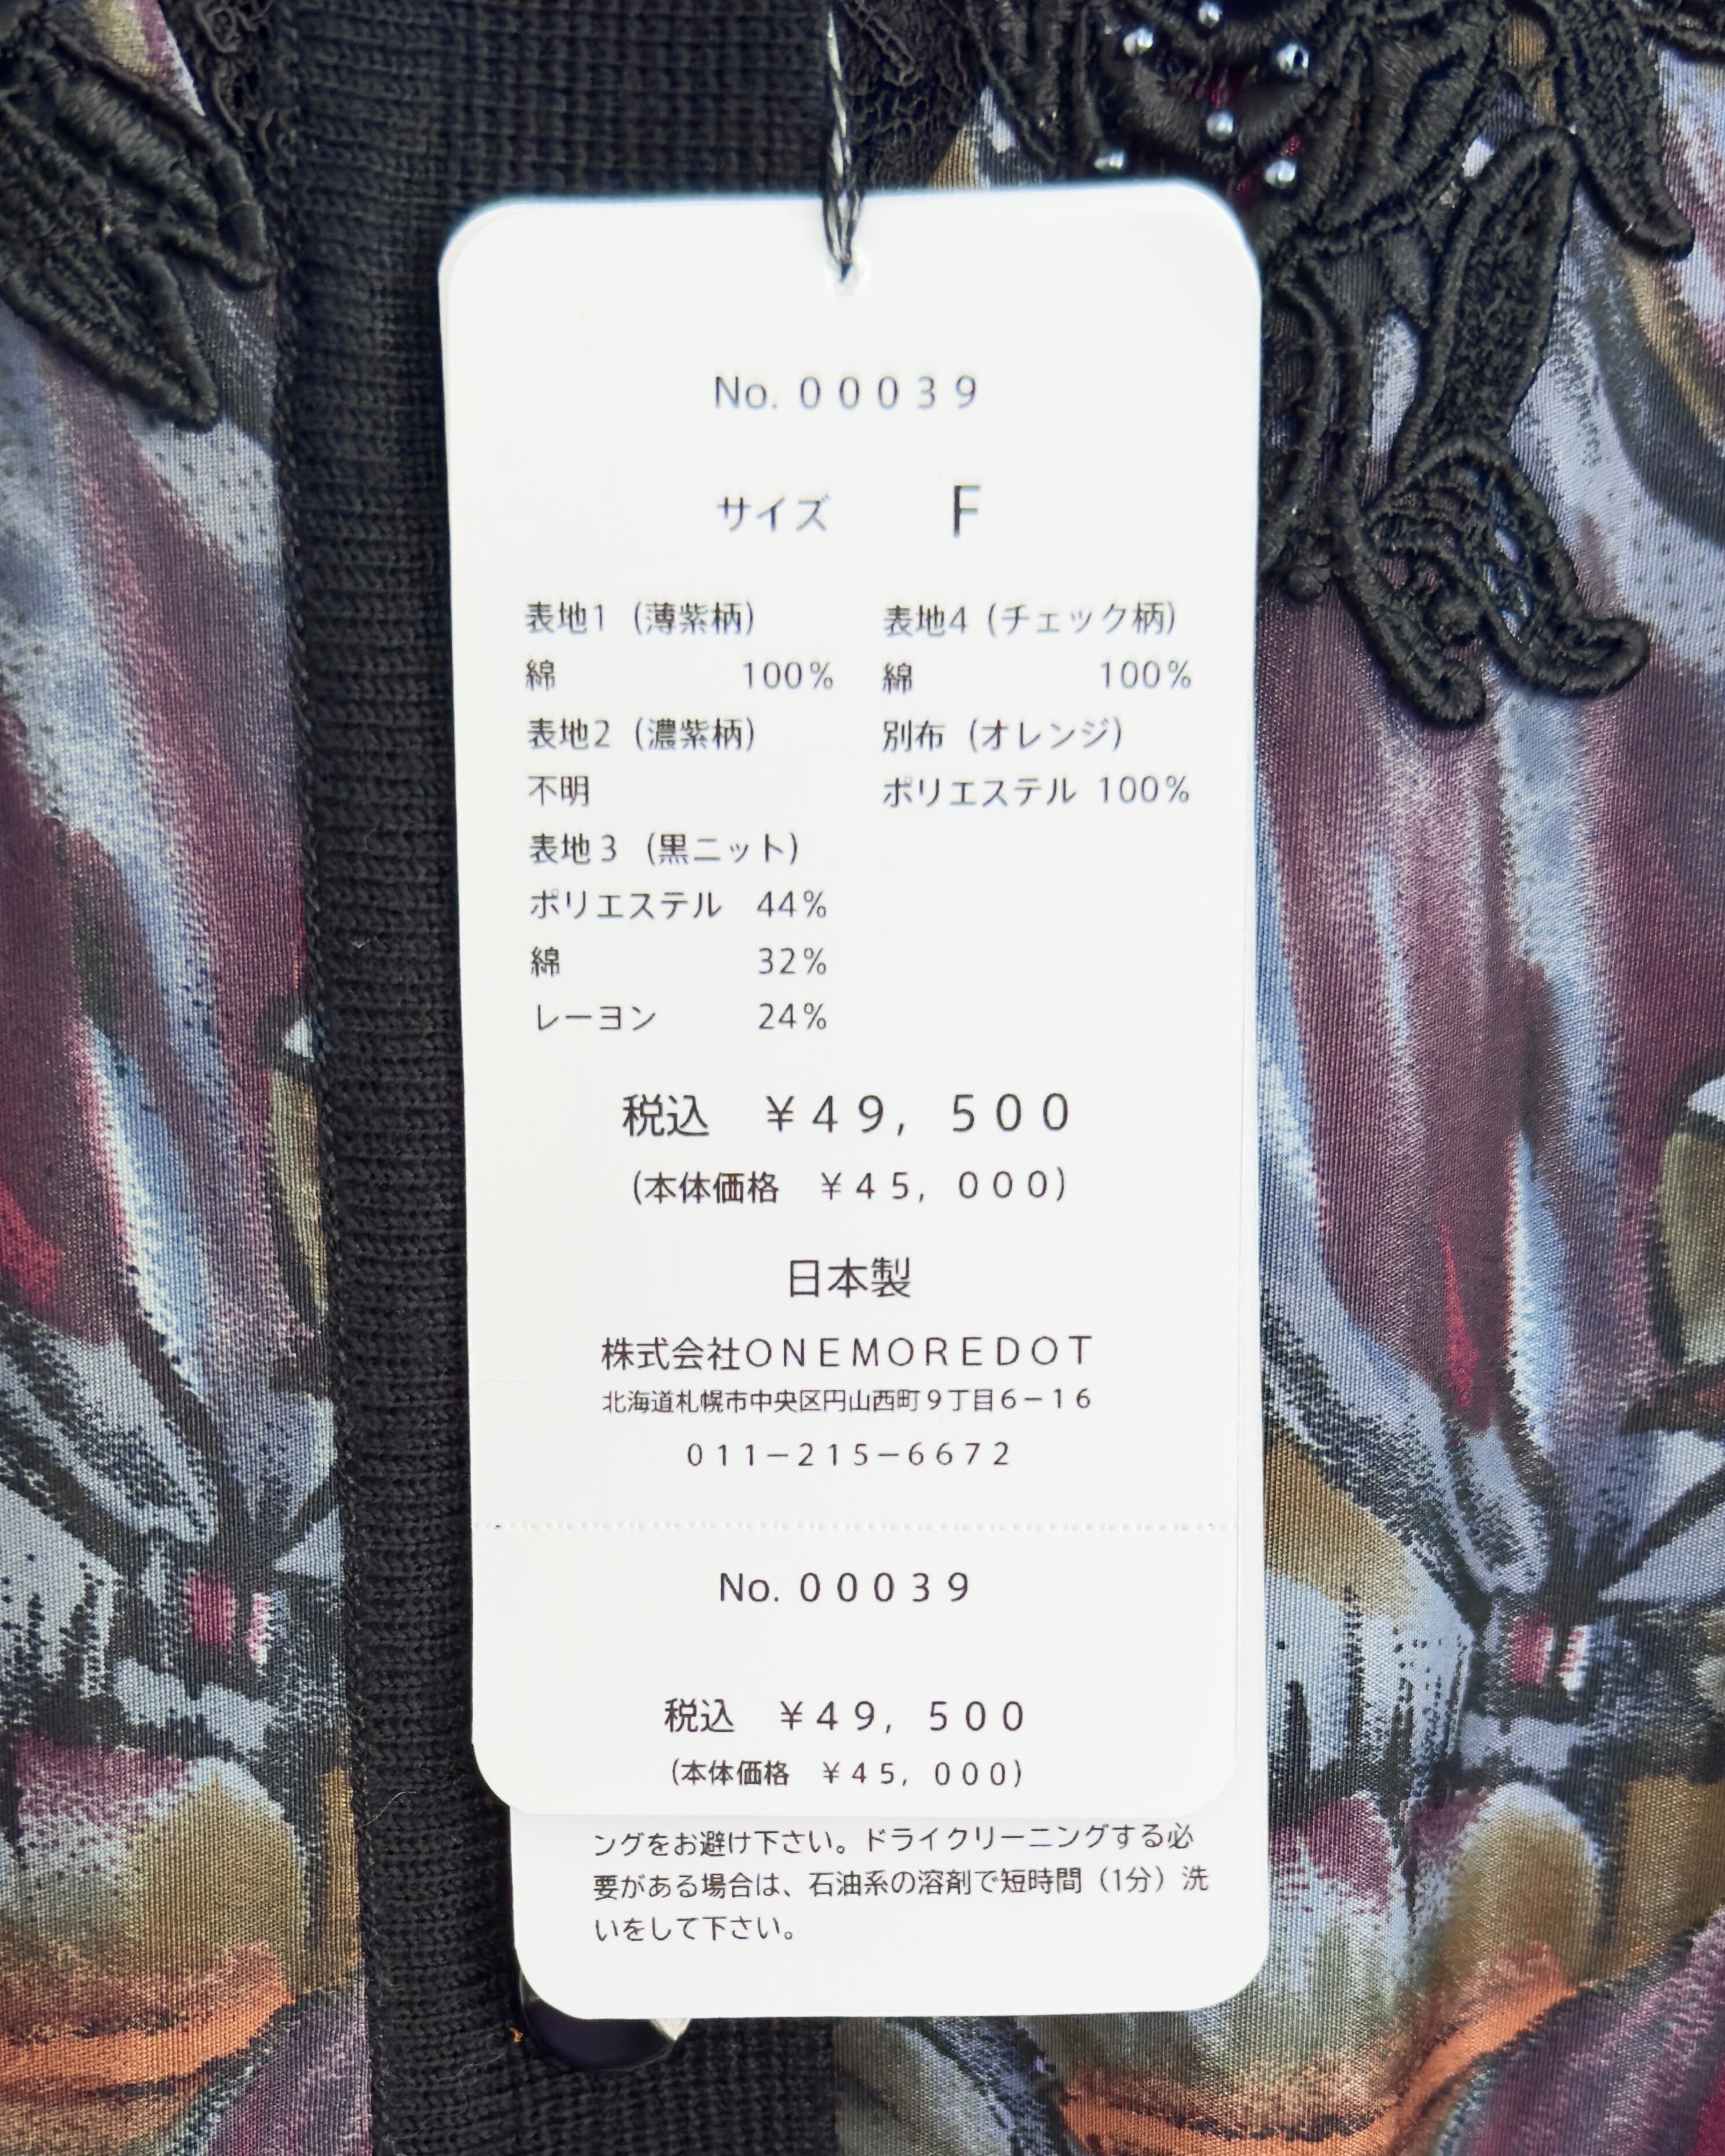 No. 00039
サイズ F
表地1（薄紫柄）
綿 100%
表地2（濃紫柄）
不明
表地3（黒ニット）
ポリエステル 44%
綿 32%
レーヨン 24%
表地4（チェック柄）
綿 100%
別布（オレンジ）
ポリエステル 100%
税込 ¥49,500
(本体価格 ¥45,000)
日本製
株式会社ONEMOREDOT
北海道札幌市中央区円山西町9丁目6−16
011−215−6672
No. 00039
税込 ¥49,500
(本体価格 ¥45,000)
ングをお避け下さい。ドライクリーニングする必
要がある場合は、石油系の溶剤で短時間（1分）洗
いをして下さい。